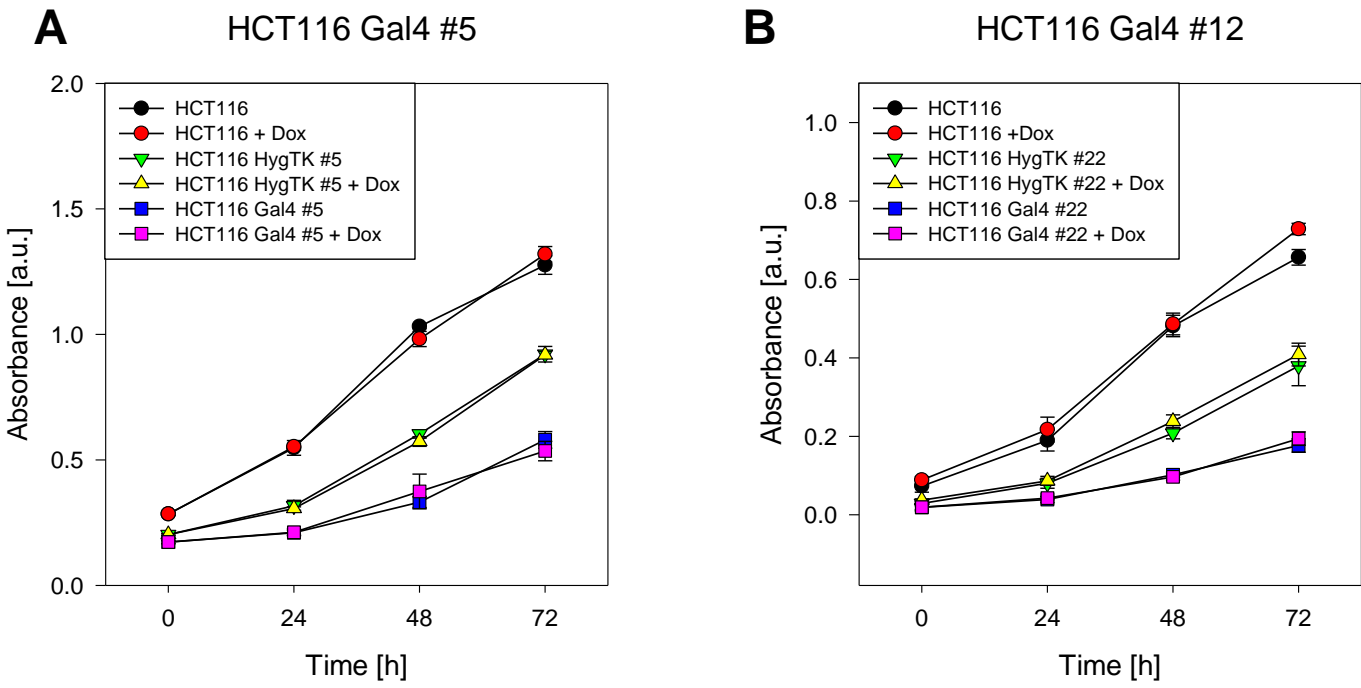 A
HCT116 Gal4 #5
2.0
1.5
1.0
0.5
0.0
Absorbance [a.u.]
HCT116
HCT116 + Dox
HCT116 HygTK #5
HCT116 HygTK #5 + Dox
HCT116 Gal4 #5
HCT116 Gal4 #5 + Dox
0 24 48 72
Time [h]
B
HCT116 Gal4 #12
1.0
0.8
0.6
0.4
0.2
0.0
Absorbance [a.u.]
HCT116
HCT116 +Dox
HCT116 HygTK #22
HCT116 HygTK #22 + Dox
HCT116 Gal4 #22
HCT116 Gal4 #22 + Dox
0 24 48 72
Time [h]